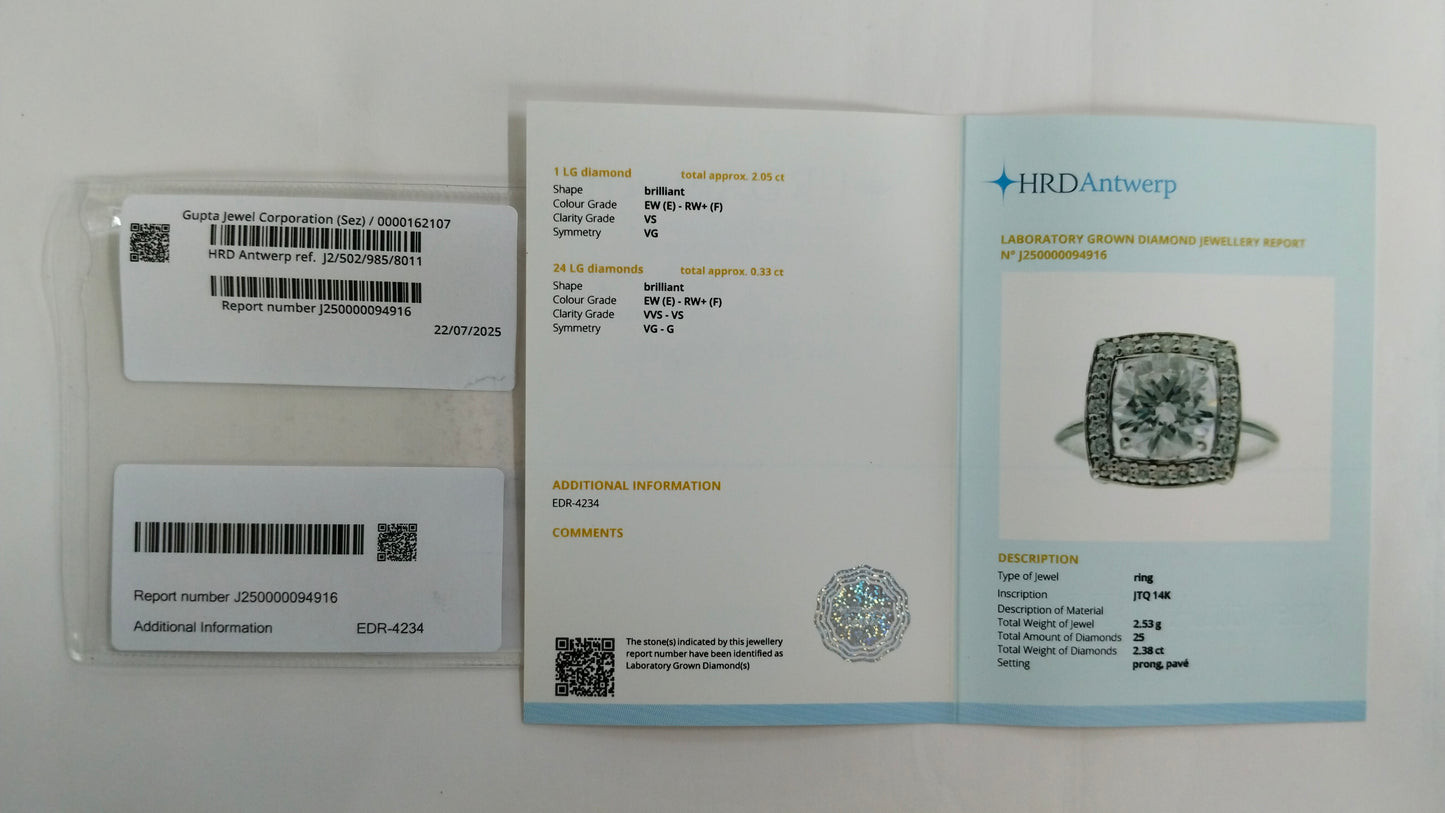 Gupta Jewel Corporation (Sez) / 0000162107
HRD Antwerp ref. J2/502/985/8011
Report number J250000094916
22/07/2025
Report number J250000094916
Additional Information EDR-4234
1 LG diamond total approx. 2.05 ct
Shape brilliant
Colour Grade EW (E) - RW+ (F)
Clarity Grade VS
Symmetry VG
24 LG diamonds total approx. 0.33 ct
Shape brilliant
Colour Grade EW (E) - RW+ (F)
Clarity Grade VVS - VS
Symmetry VG - G
ADDITIONAL INFORMATION
EDR-4234
COMMENTS
The stone(s) indicated by this jewellery
report number have been identified as
Laboratory Grown Diamond(s)
HRD Antwerp
LABORATORY GROWN DIAMOND JEWELLERY REPORT
N° J250000094916
DESCRIPTION
Type of Jewel ring
Inscription JTQ 14K
Description of Material
Total Weight of Jewel 2.53 g
Total Amount of Diamonds 25
Total Weight of Diamonds 2.38 ct
Setting prong, pavé